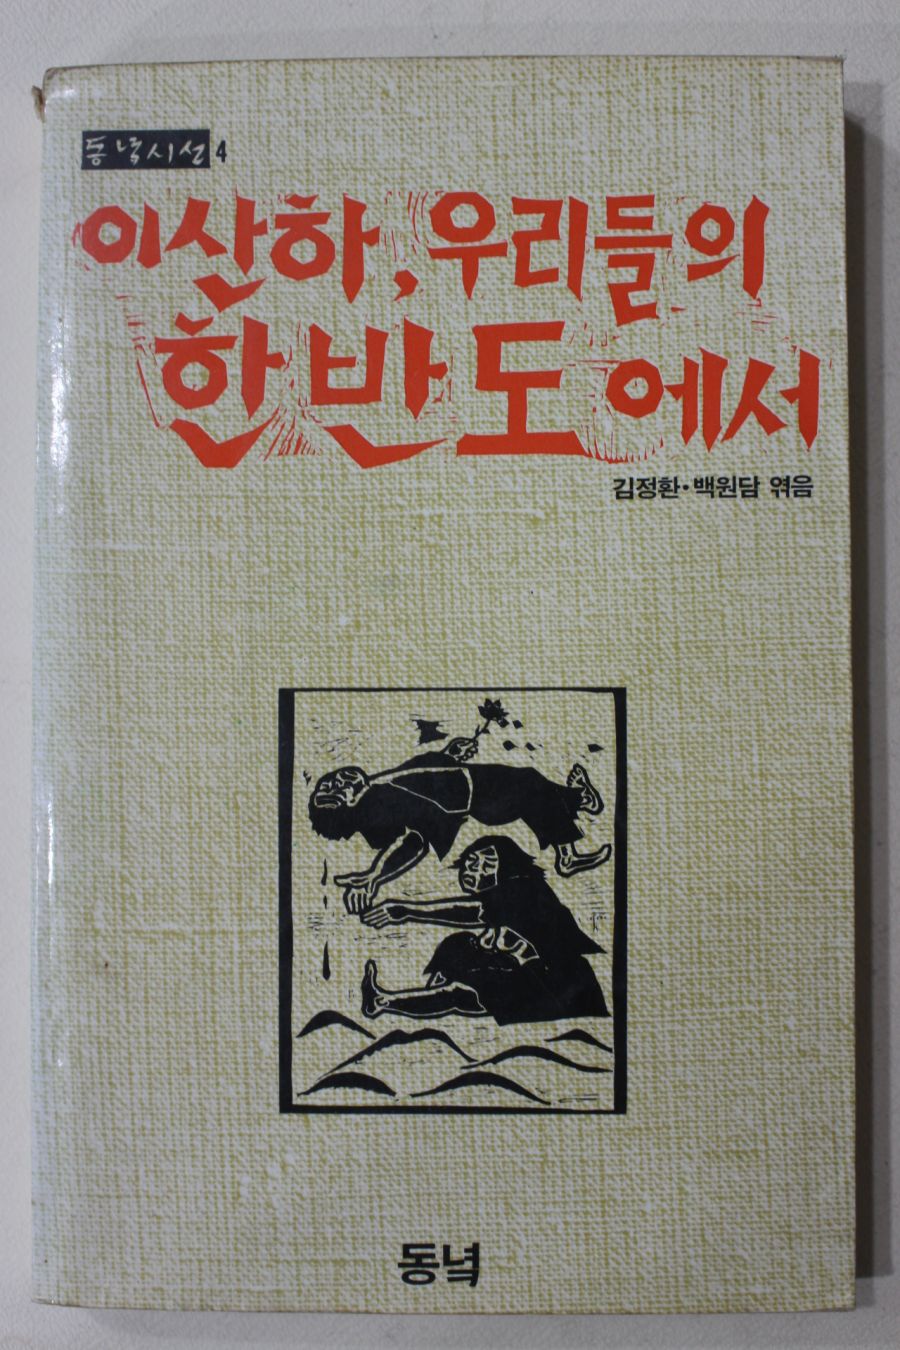 동녘시선 4
이산하, 우리들의
한반도에서
김정환·백원담 엮음
동녘